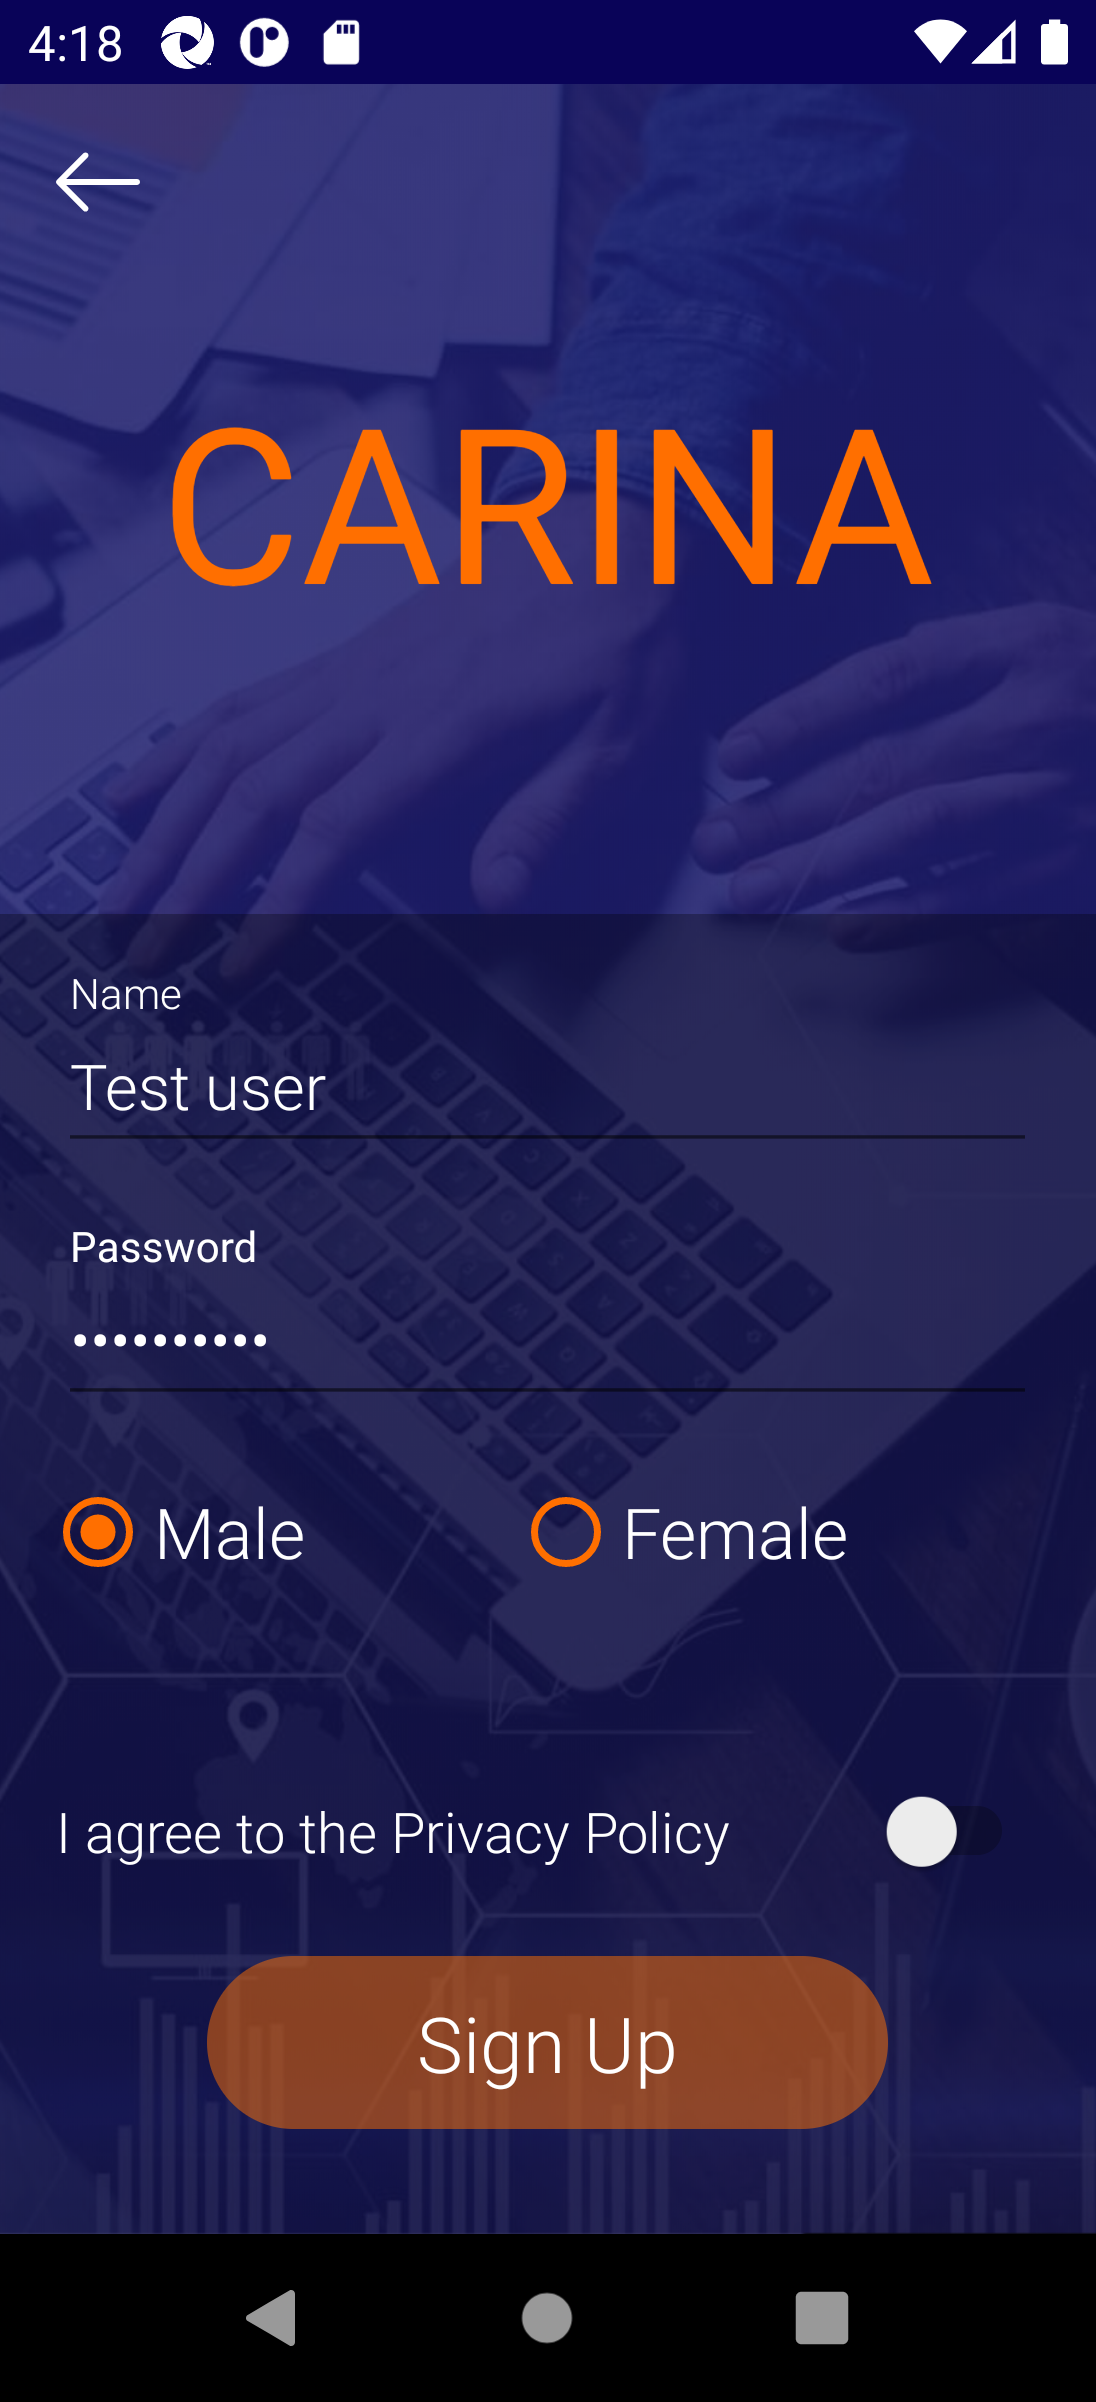 4:18
CARINA
Name
Test user
Password
••••••••••
Male
Female
I agree to the Privacy Policy
Sign Up